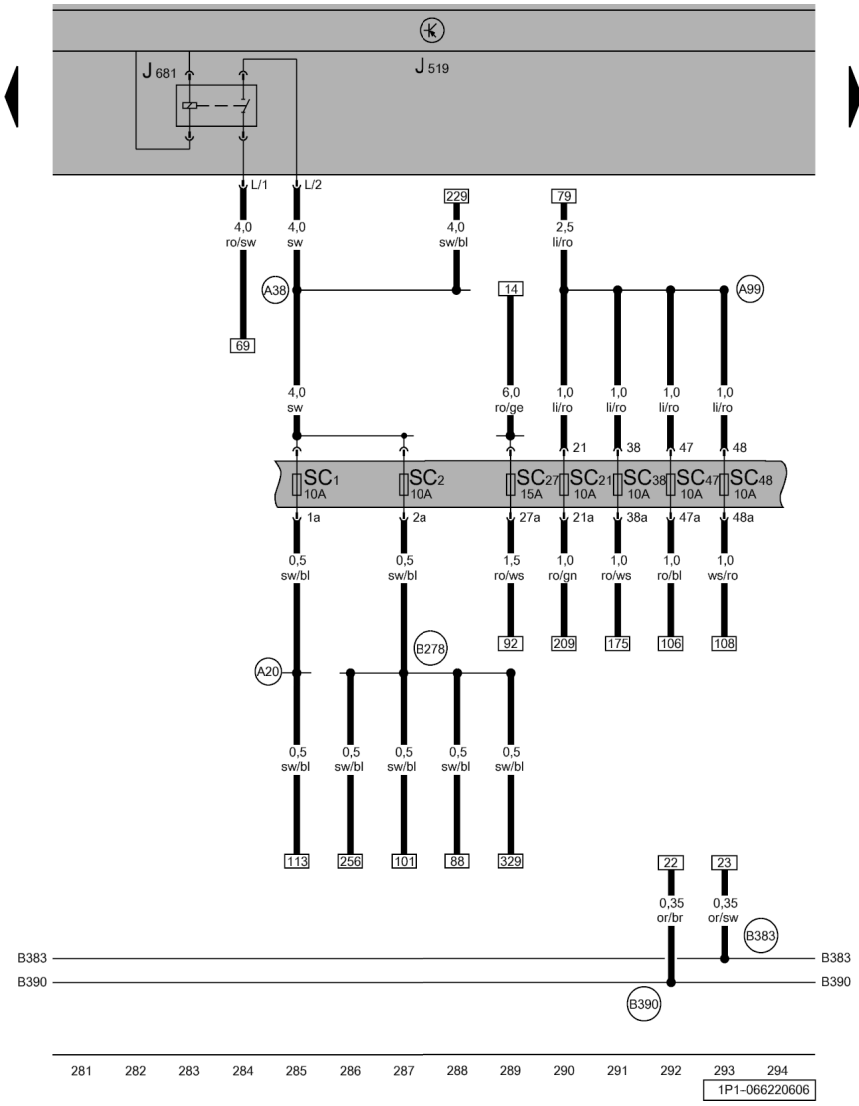 J 681
J 519
L/1
L/2
229
79
4,0
ro/sw
4,0
sw
4,0
sw/bl
2,5
li/ro
A38
14
A99
69
4,0
sw
6,0
ro/ge
1,0
li/ro
1,0
li/ro
1,0
li/ro
1,0
li/ro
21
38
47
48
SC1
10A
SC2
10A
SC27
15A
SC21
10A
SC38
10A
SC47
10A
SC48
10A
1a
2a
27a
21a
38a
47a
48a
0,5
sw/bl
0,5
sw/bl
1,5
ro/ws
1,0
ro/gn
1,0
ro/ws
1,0
ro/bl
1,0
ws/ro
92
209
175
106
108
B278
A20
0,5
sw/bl
0,5
sw/bl
0,5
sw/bl
0,5
sw/bl
0,5
sw/bl
113
256
101
88
329
22
23
0,35
or/br
0,35
or/sw
B383
B383
B383
B390
B390
B390
281 282 283 284 285 286 287 288 289 290 291 292 293 294
1P1-066220606